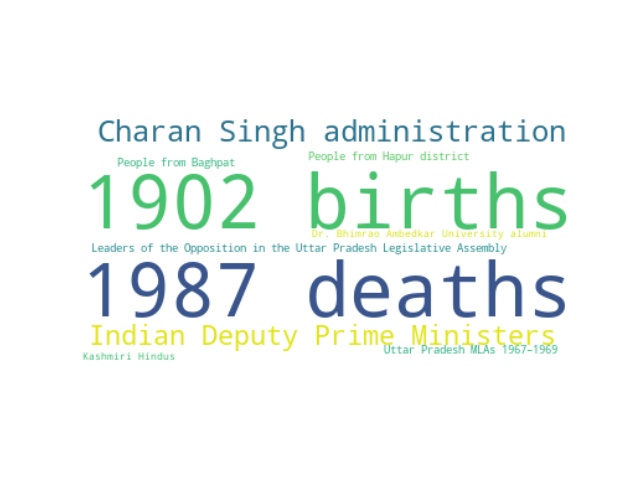 Charan Singh administration
People from Hapur district
People from Baghpat
1902 births
Dr. Bhimrao Ambedkar University alumni
Leaders of the Opposition in the Uttar Pradesh Legislative Assembly
1987 deaths
Indian Deputy Prime Ministers
Uttar Pradesh MLAs 1967–1969
Kashmiri Hindus